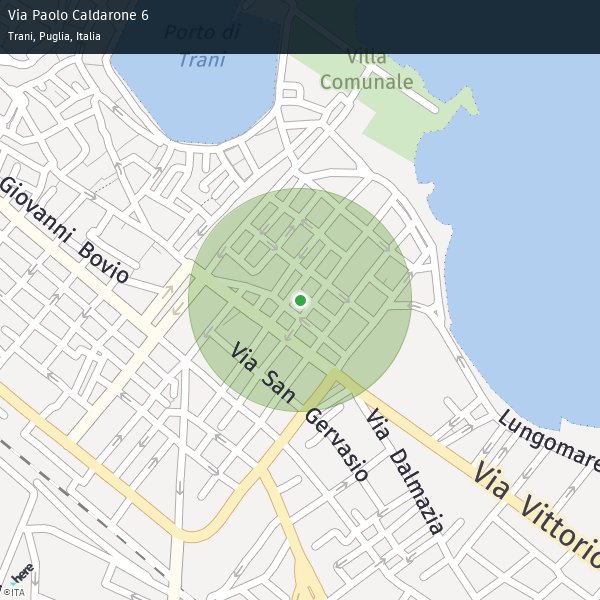 Via Paolo Caldarone 6
Trani, Puglia, Italia
Porto di
Trani
Villa
Comunale
Giovanni Bovio
Via San Gervasio
Via Dalmazia
Lungomare
Via Vittorio
here
©ITA